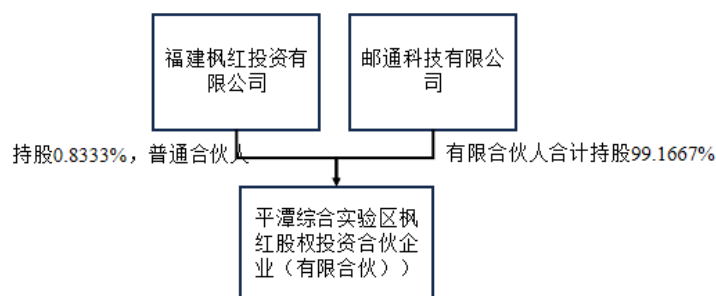 福建枫红投资有
限公司
邮通科技有限公
司
持股0.8333%，普通合伙人
有限合伙人合计持股99.1667%
平潭综合实验区枫
红股权投资合伙企
业（有限合伙））